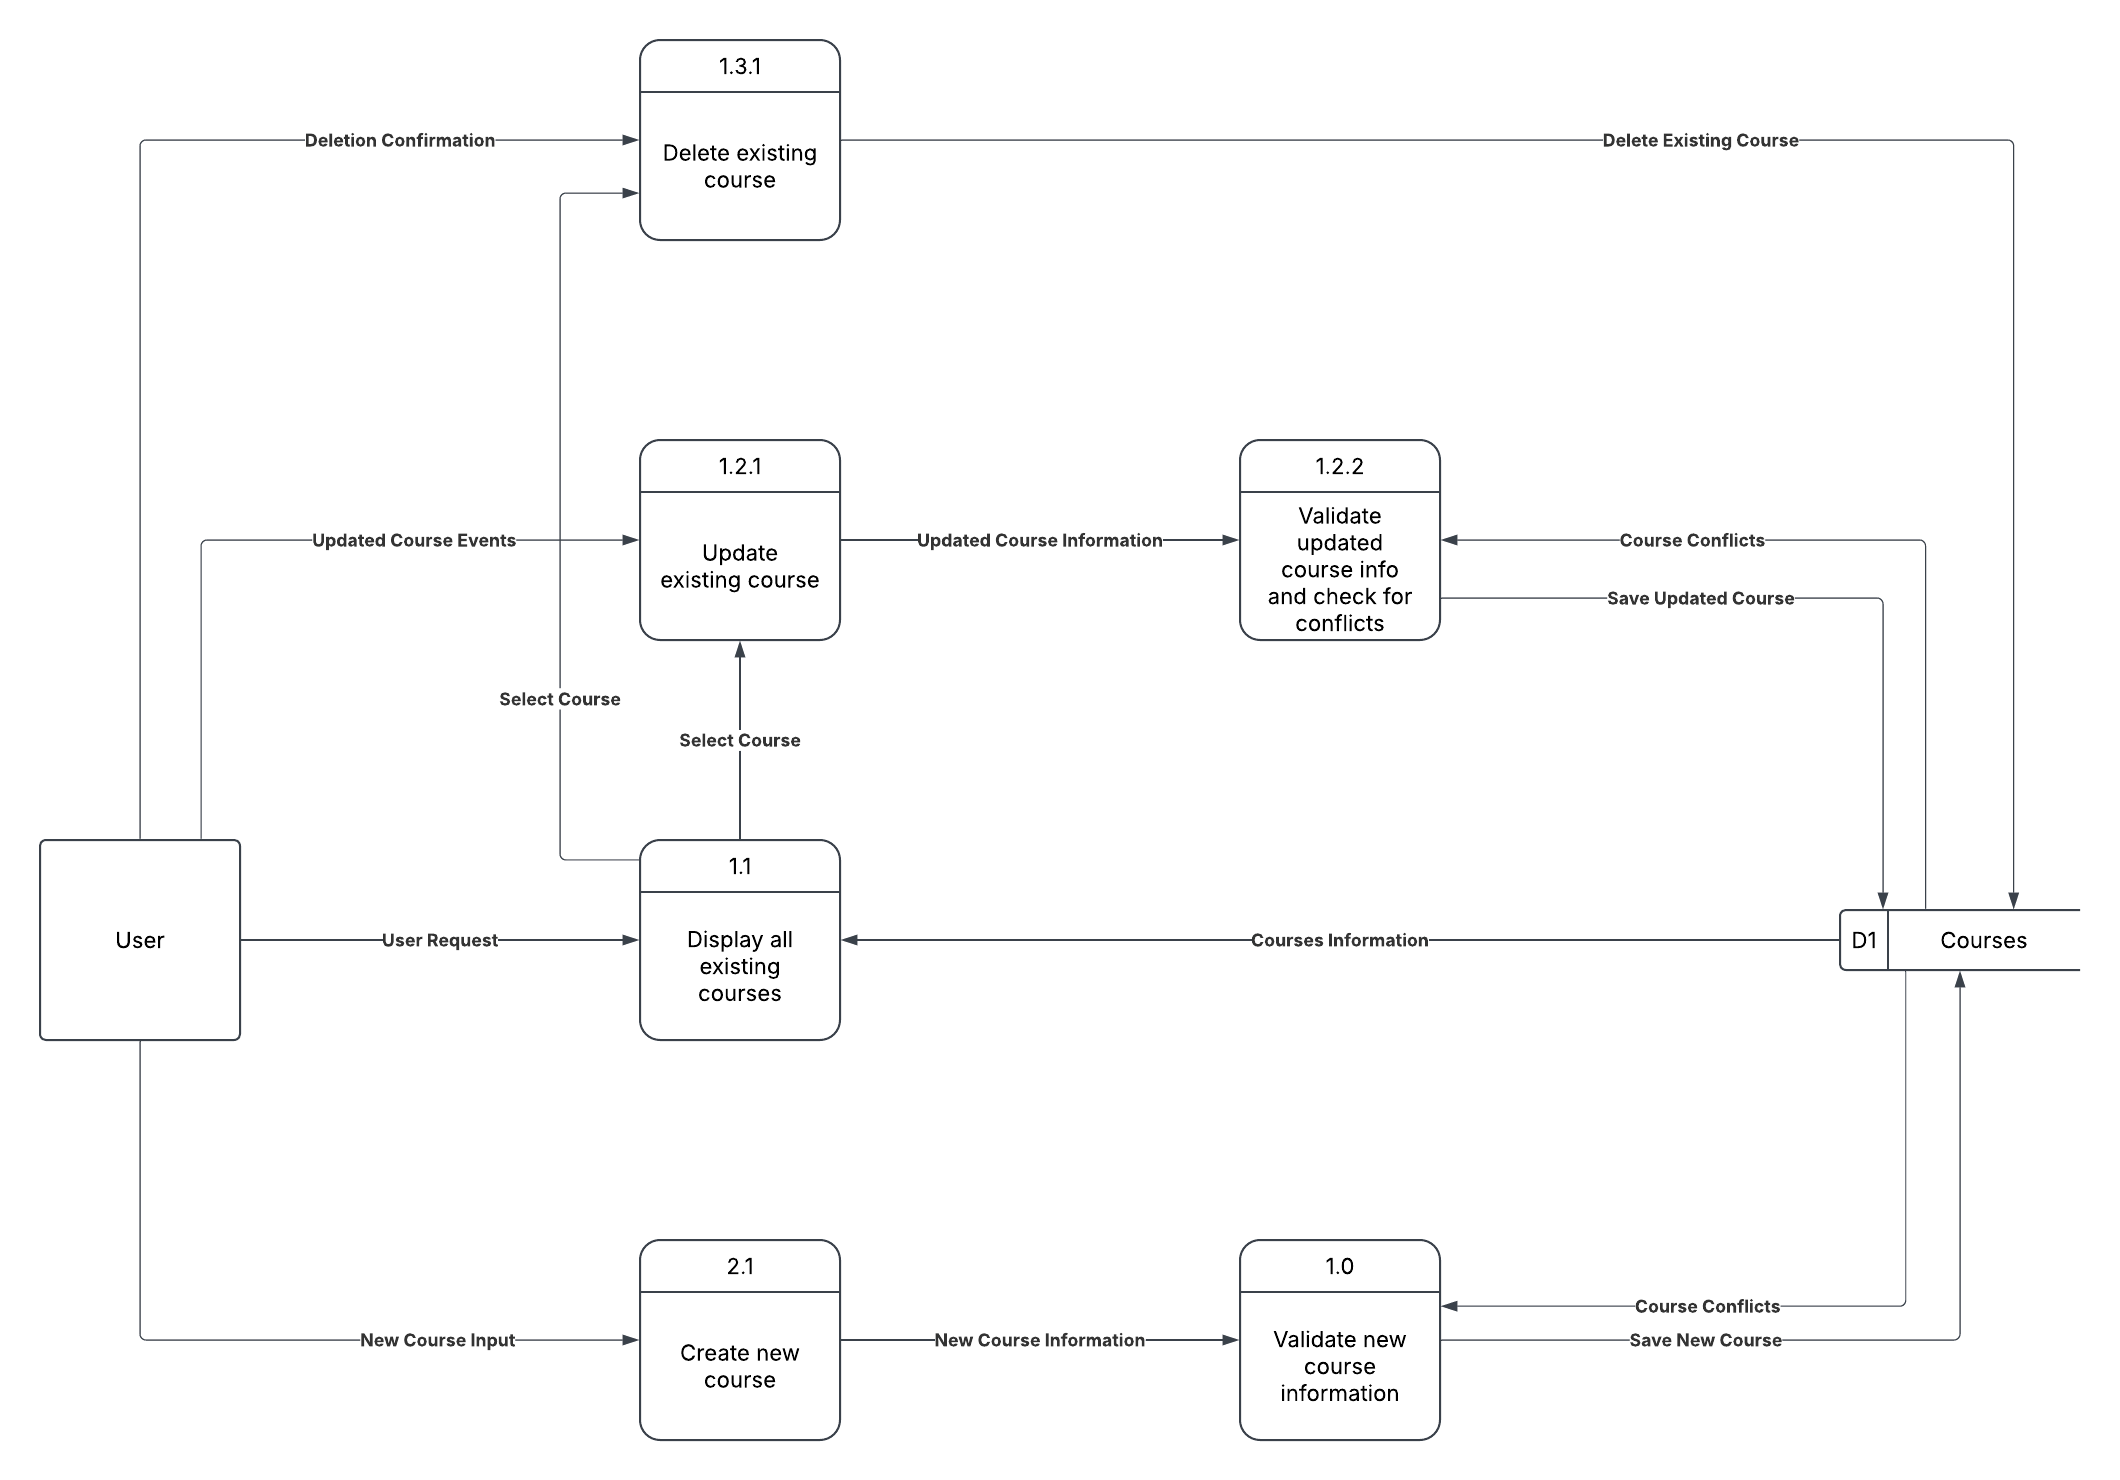 1.3.1
Deletion Confirmation
Delete Existing Course
Delete existing
course
1.2.1
1.2.2
Updated Course Events
Update
existing course
Updated Course Information
Validate
updated
course info
and check for
conflicts
Course Conflicts
Save Updated Course
Select Course
Select Course
1.1
User
User Request
Display all
existing
courses
Courses Information
D1
Courses
2.1
1.0
New Course Input
Create new
course
New Course Information
Validate new
course
information
Course Conflicts
Save New Course